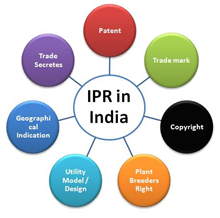 Patent
Trade
Secretes
Trade mark
IPR in
India
Geographi
cal
Indication
Copyright
Utility
Model /
Design
Plant
Breeders
Right